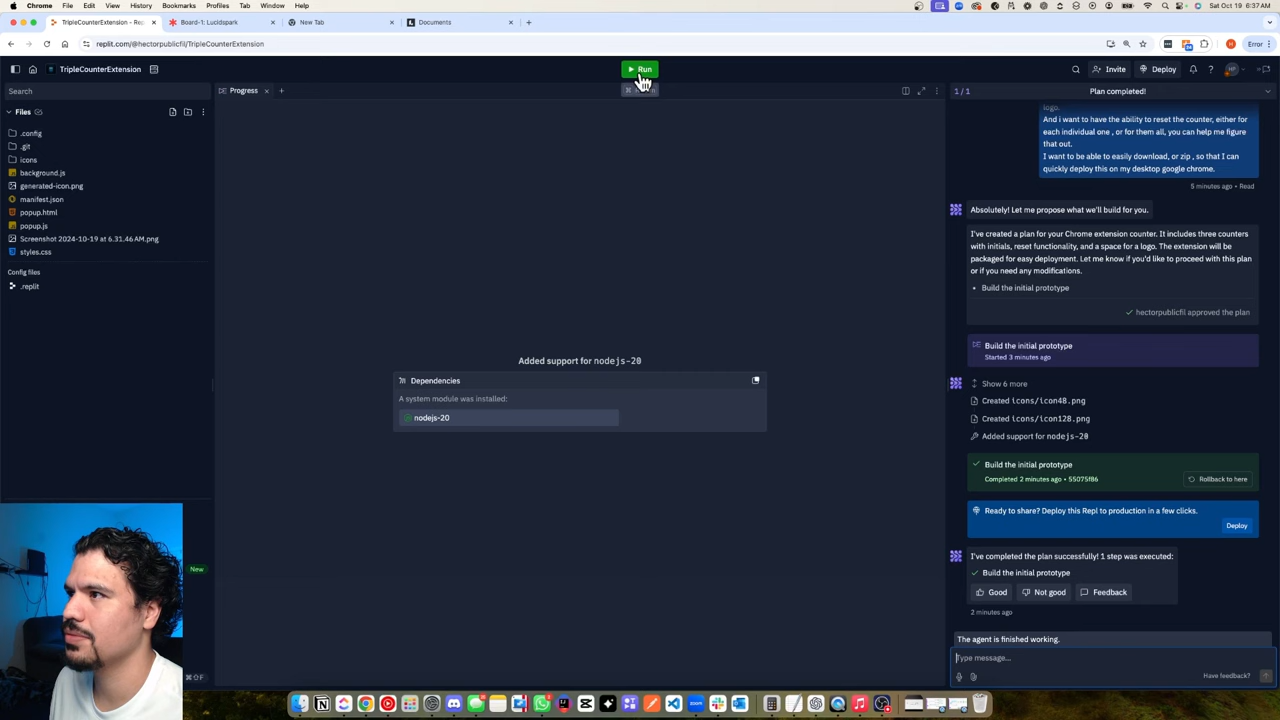 Chrome File Edit View History Bookmarks Profiles Tab Window Help
Sat Oct 19 6:37 AM
TripleCounterExtension - Rep
Board-1: Lucidspark
New Tab
Documents
replit.com/@hectorpublicfil/TripleCounterExtension
Error
TripleCounterExtension
Run
Invite
Deploy
Search
Progress
1/1
Plan completed!
Files
.config
.git
icons
background.js
generated-icon.png
manifest.json
popup.html
popup.js
Screenshot 2024-10-19 at 6.31.46 AM.png
styles.css
Config files
.replit
New
Added support for nodejs-20
Dependencies
A system module was installed:
nodejs-20
logo.
And i want to have the ability to reset the counter, either for
each individual one , or for them all, you can help me figure
that out.
I want to be able to easily download, or zip , so that I can
quickly deploy this on my desktop google chrome.
5 minutes ago • Read
Absolutely! Let me propose what we'll build for you.
I've created a plan for your Chrome extension counter. It includes three counters
with initials, reset functionality, and a space for a logo. The extension will be
packaged for easy deployment. Let me know if you'd like to proceed with this plan
or if you need any modifications.
• Build the initial prototype
hectorpublicfil approved the plan
Build the initial prototype
Started 3 minutes ago
Show 6 more
Created icons/icon48.png
Created icons/icon128.png
Added support for nodejs-20
Build the initial prototype
Completed 2 minutes ago • 55075f86
Rollback to here
Ready to share? Deploy this Repl to production in a few clicks.
Deploy
I've completed the plan successfully! 1 step was executed:
Build the initial prototype
Good
Not good
Feedback
2 minutes ago
The agent is finished working.
Type message...
Have feedback?